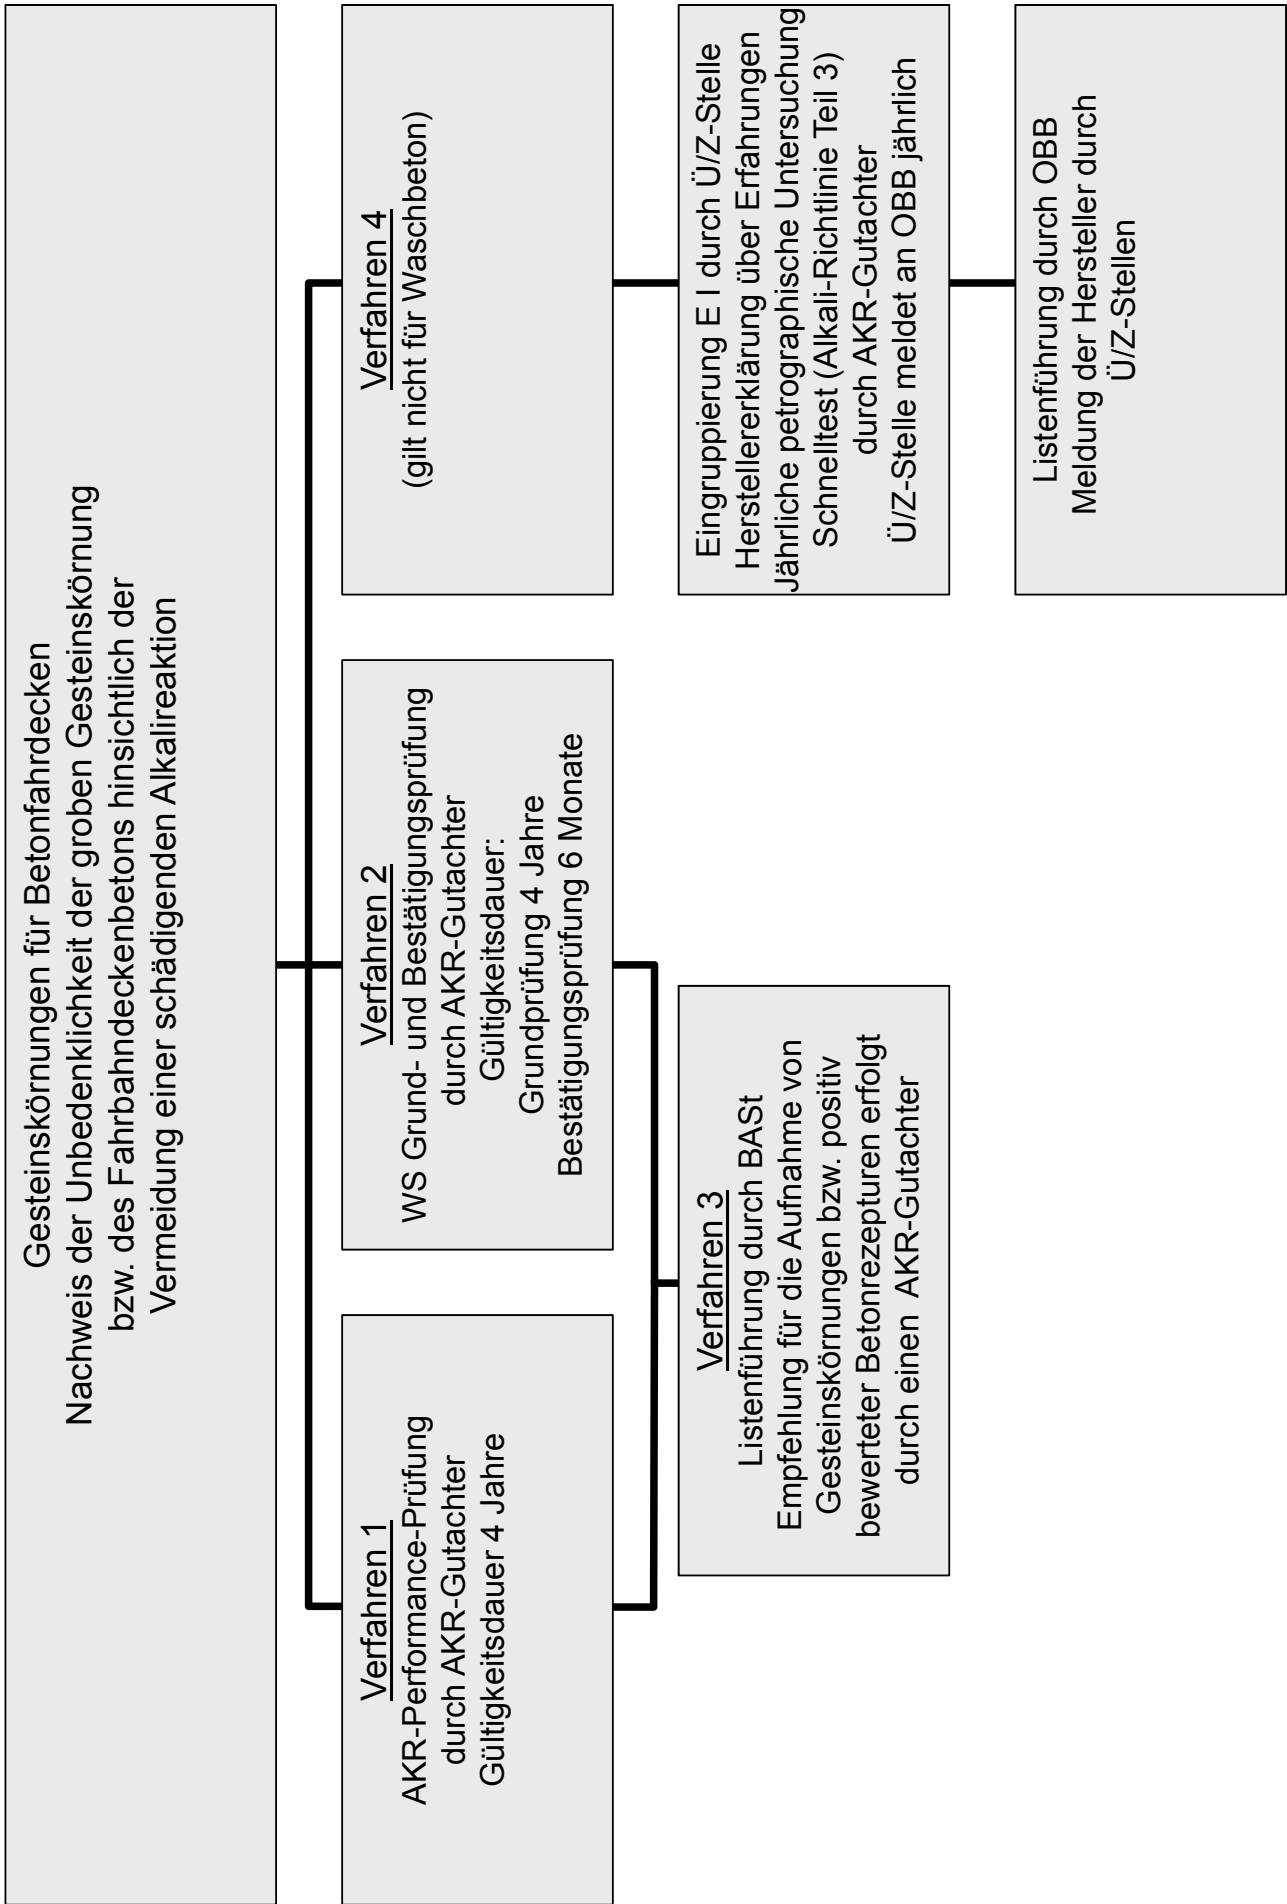 Gesteinskörnungen für Betonfahrdecken
Nachweis der Unbedenklichkeit der groben Gesteinskörnung
bzw. des Fahrbahndeckenbetons hinsichtlich der
Vermeidung einer schädigenden Alkalireaktion
Verfahren 1
AKR-Performance-Prüfung
durch AKR-Gutachter
Gültigkeitsdauer 4 Jahre
Verfahren 2
WS Grund- und Bestätigungsprüfung
durch AKR-Gutachter
Gültigkeitsdauer:
Grundprüfung 4 Jahre
Bestätigungsprüfung 6 Monate
Verfahren 4
(gilt nicht für Waschbeton)
Verfahren 3
Listenführung durch BASt
Empfehlung für die Aufnahme von
Gesteinskörnungen bzw. positiv
bewerteter Betonrezepturen erfolgt
durch einen AKR-Gutachter
Eingruppierung E I durch Ü/Z-Stelle
Herstellererklärung über Erfahrungen
Jährliche petrographische Untersuchung
Schnelltest (Alkali-Richtlinie Teil 3)
durch AKR-Gutachter
Ü/Z-Stelle meldet an OBB jährlich
Listenführung durch OBB
Meldung der Hersteller durch
Ü/Z-Stellen